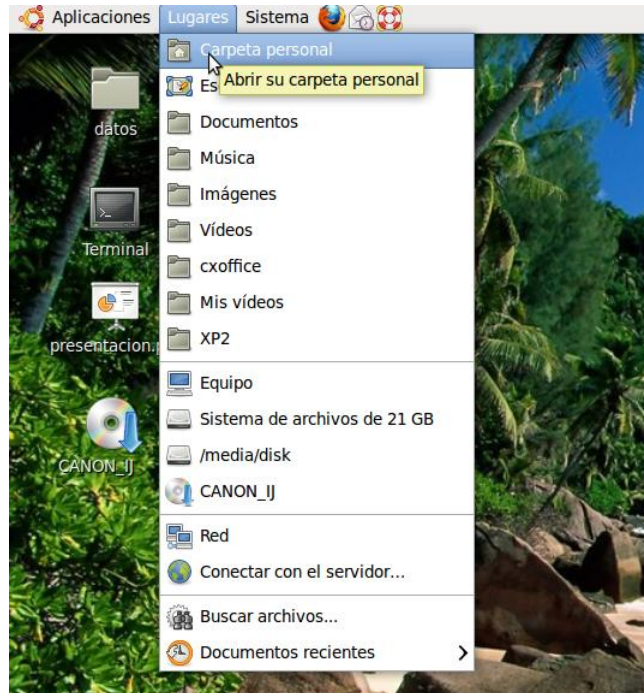 Aplicaciones Lugares Sistema
Carpeta personal
Abrir su carpeta personal
Es
Documentos
Música
Imágenes
Vídeos
cxoffice
Mis vídeos
XP2
Equipo
Sistema de archivos de 21 GB
/media/disk
CANON_IJ
Red
Conectar con el servidor...
Buscar archivos...
Documentos recientes
datos
Terminal
presentacion.p
CANON_IJ